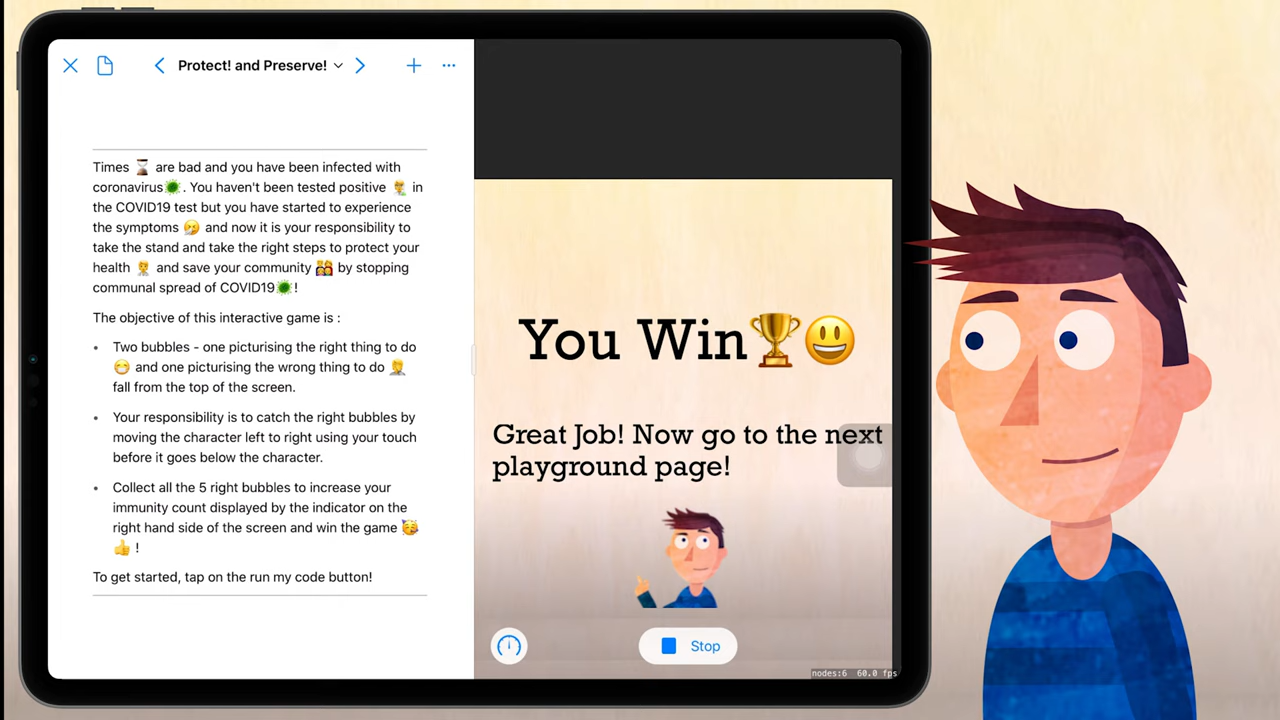 Protect! and Preserve!
Times ⏳ are bad and you have been infected with
coronavirus🦠. You haven't been tested positive 🤷‍♂️ in
the COVID19 test but you have started to experience
the symptoms 🤧 and now it is your responsibility to
take the stand and take the right steps to protect your
health 👨‍⚕️ and save your community 👨‍👩‍👧‍👦 by stopping
communal spread of COVID19🦠!
The objective of this interactive game is :
• Two bubbles - one picturising the right thing to do
😷 and one picturising the wrong thing to do 🤦‍♂️
fall from the top of the screen.
• Your responsibility is to catch the right bubbles by
moving the character left to right using your touch
before it goes below the character.
• Collect all the 5 right bubbles to increase your
immunity count displayed by the indicator on the
right hand side of the screen and win the game 🥳
👍 !
To get started, tap on the run my code button!
You Win🏆😃
Great Job! Now go to the next
playground page!
Stop
nodes:6 60.0 fps